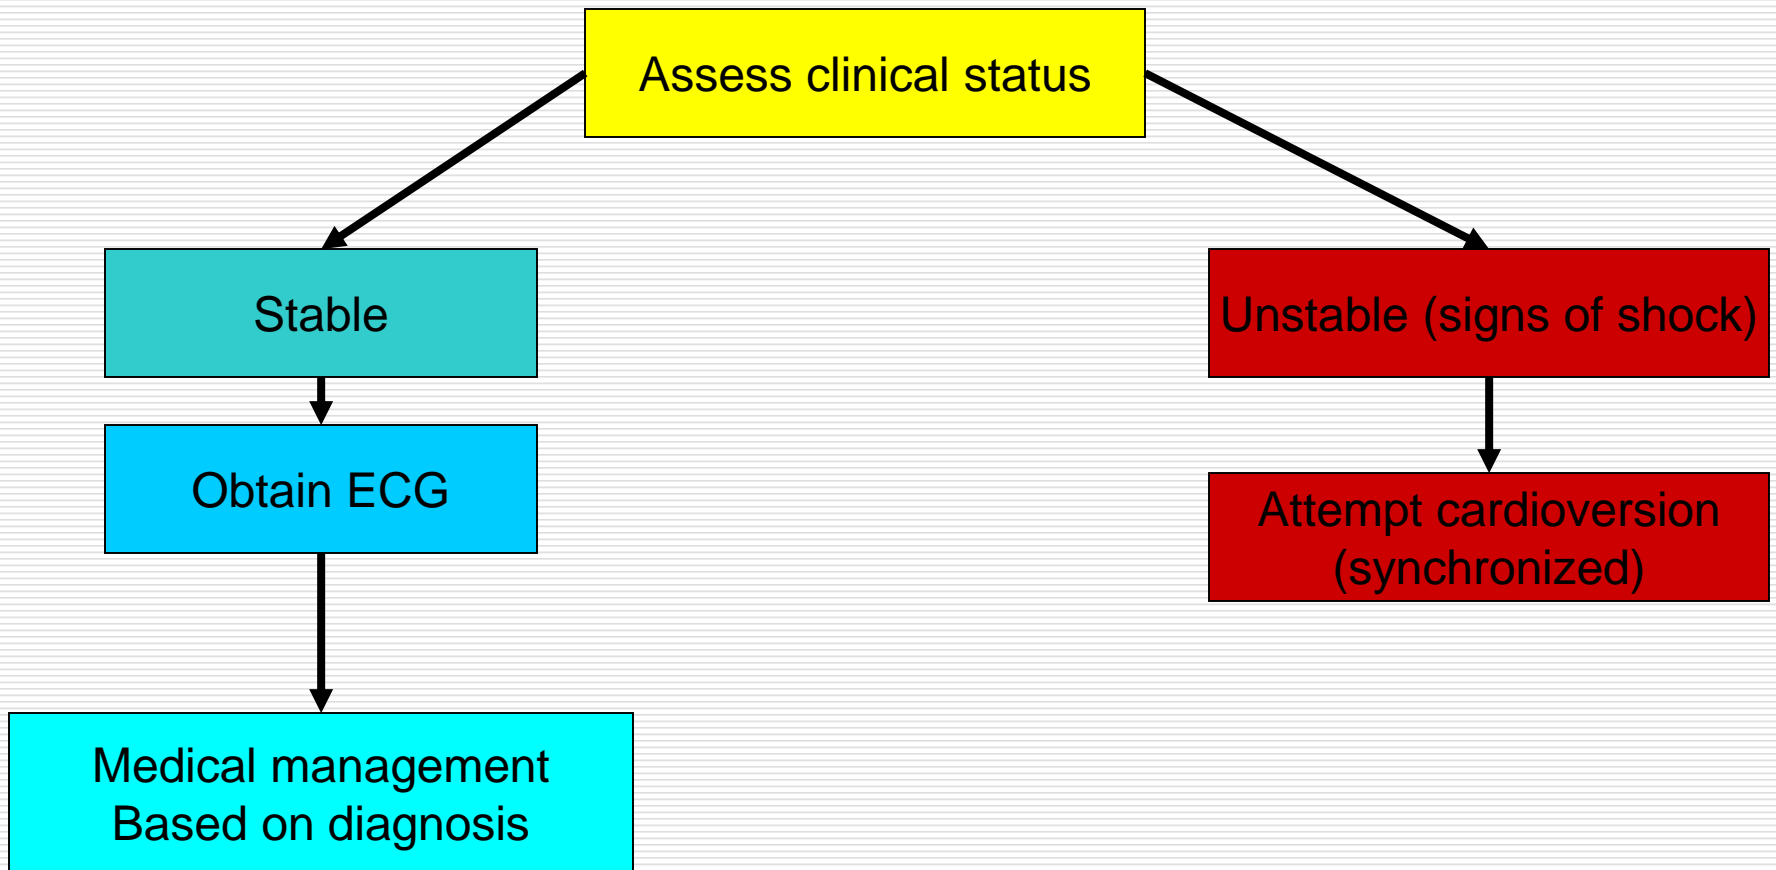 Assess clinical status
Stable
Unstable (signs of shock)
Obtain ECG
Attempt cardioversion
(synchronized)
Medical management
Based on diagnosis